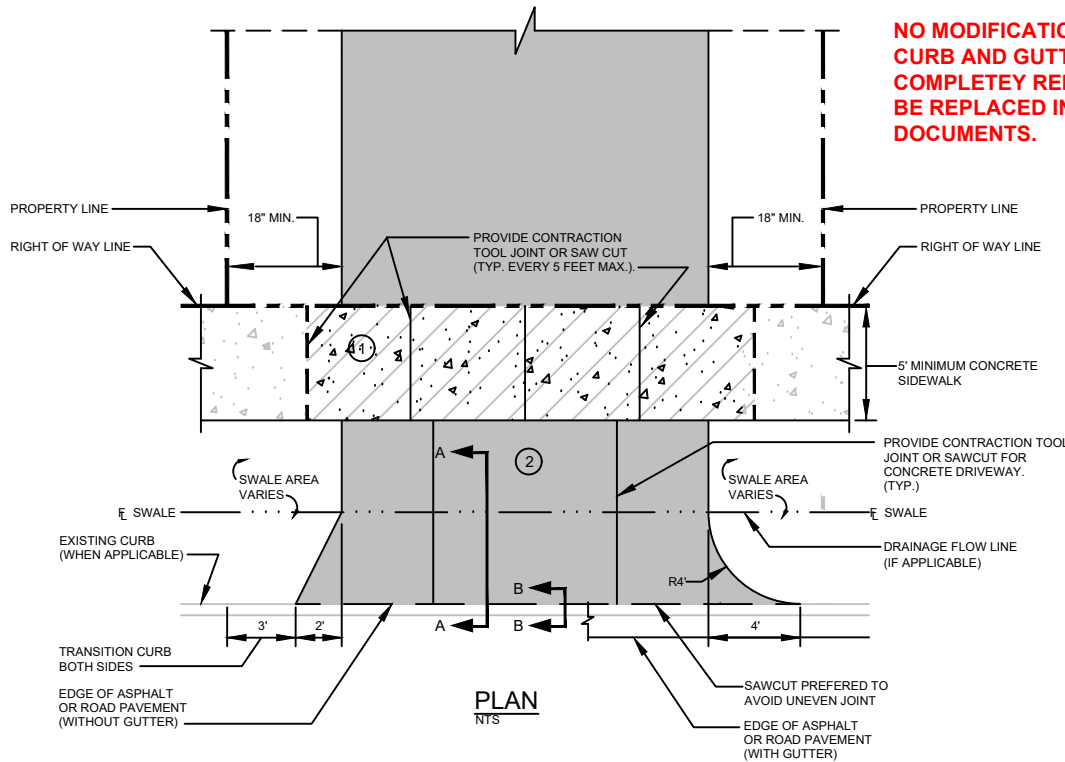 NO MODIFICATIO
CURB AND GUTT
COMPLETEY REI
BE REPLACED IN
DOCUMENTS.
PROPERTY LINE
18" MIN.
RIGHT OF WAY LINE
PROVIDE CONTRACTION
TOOL JOINT OR SAW CUT
(TYP. EVERY 5 FEET MAX.).
18" MIN.
PROPERTY LINE
RIGHT OF WAY LINE
1
5' MINIMUM CONCRETE
SIDEWALK
A
2
PROVIDE CONTRACTION TOOL
JOINT OR SAWCUT FOR
CONCRETE DRIVEWAY.
(TYP.)
SWALE AREA
VARIES
SWALE AREA
VARIES
SWALE
SWALE
EXISTING CURB
(WHEN APPLICABLE)
DRAINAGE FLOW LINE
(IF APPLICABLE)
R4'
B
A
B
3'
2'
4'
TRANSITION CURB
BOTH SIDES
EDGE OF ASPHALT
OR ROAD PAVEMENT
(WITHOUT GUTTER)
PLAN
NTS
SAWCUT PREFERED TO
AVOID UNEVEN JOINT
EDGE OF ASPHALT
OR ROAD PAVEMENT
(WITH GUTTER)